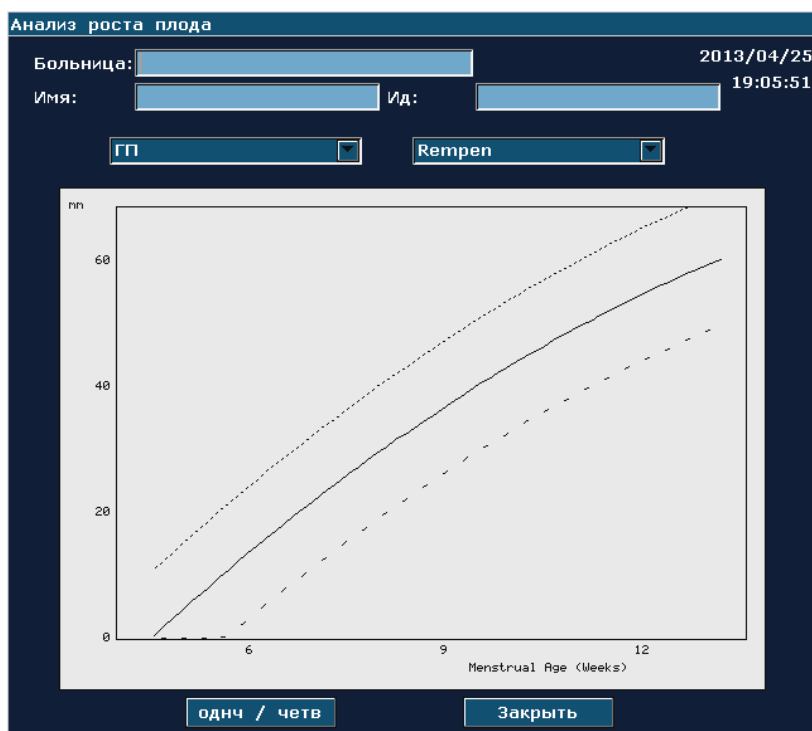 Анализ роста плода
Больница:
2013/04/25
19:05:51
Имя:
Ид:
ГП
Rempen
mm
60
40
20
0
6
9
12
Menstrual Age (Weeks)
однч / четв
Закрыть